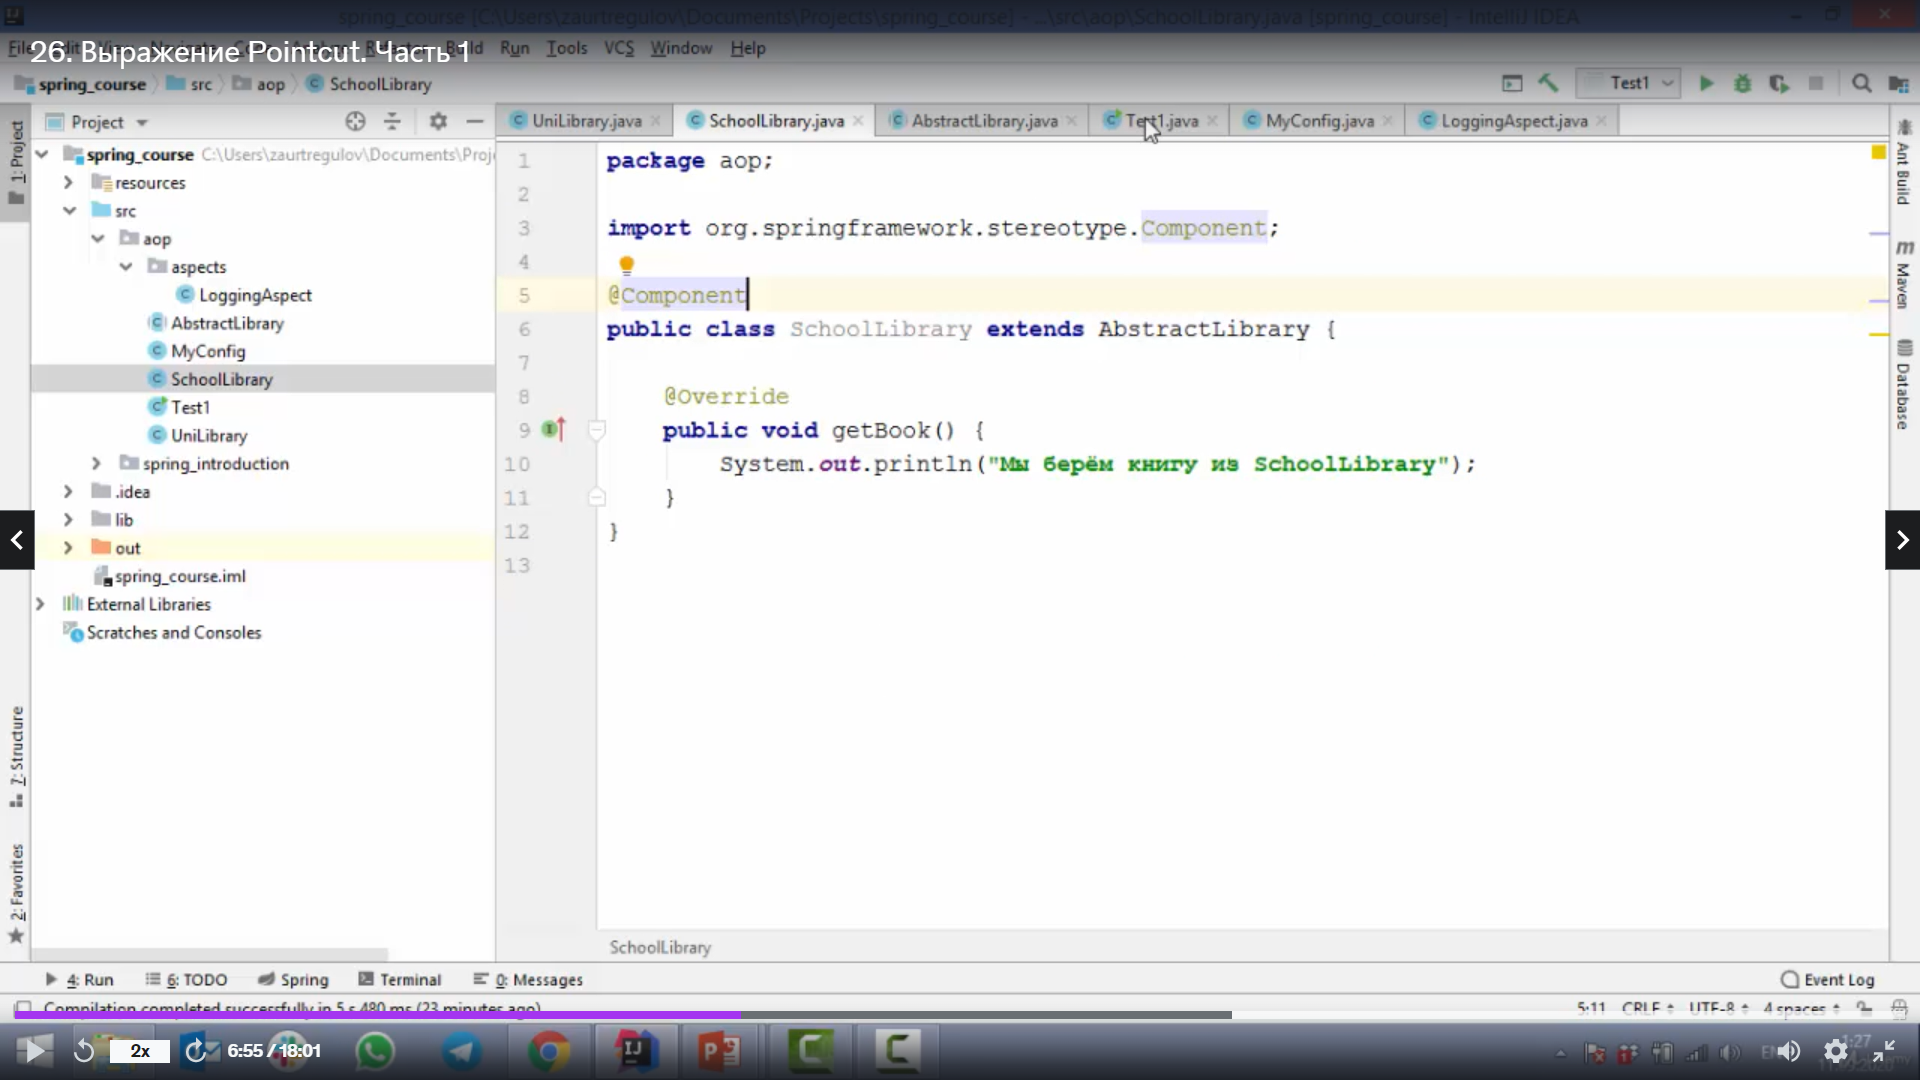 spring_course [C:\Users\zaurtregulov\Documents\Projects\spring_course] - ...\src\aop\SchoolLibrary.java [spring_course] - IntelliJ IDEA
26. Выражение Pointcut. Часть 1
File Run Tools VCS Window Help
spring_course src aop SchoolLibrary Test1
1: Project
Project
UniLibrary.java SchoolLibrary.java AbstractLibrary.java Test1.java MyConfig.java LoggingAspect.java
spring_course C:\Users\zaurtregulov\Documents\Proj
resources
src
aop
aspects
LoggingAspect
AbstractLibrary
MyConfig
SchoolLibrary
Test1
UniLibrary
spring_introduction
.idea
lib
out
spring_course.iml
External Libraries
Scratches and Consoles
1 package aop;
2
3 import org.springframework.stereotype.Component;
4
5 @Component
6 public class SchoolLibrary extends AbstractLibrary {
7
8 @Override
9 public void getBook() {
10 System.out.println("Мы берём книгу из SchoolLibrary");
11 }
12 }
13
Ant Build
m Maven
Database
7: Structure
2: Favorites
SchoolLibrary
4: Run 6: TODO Spring Terminal 0: Messages Event Log
Compilation completed successfully in 5 s 480 ms (23 minutes ago) 5:11 CRLF UTF-8 4 spaces
2x 6:55 / 18:01